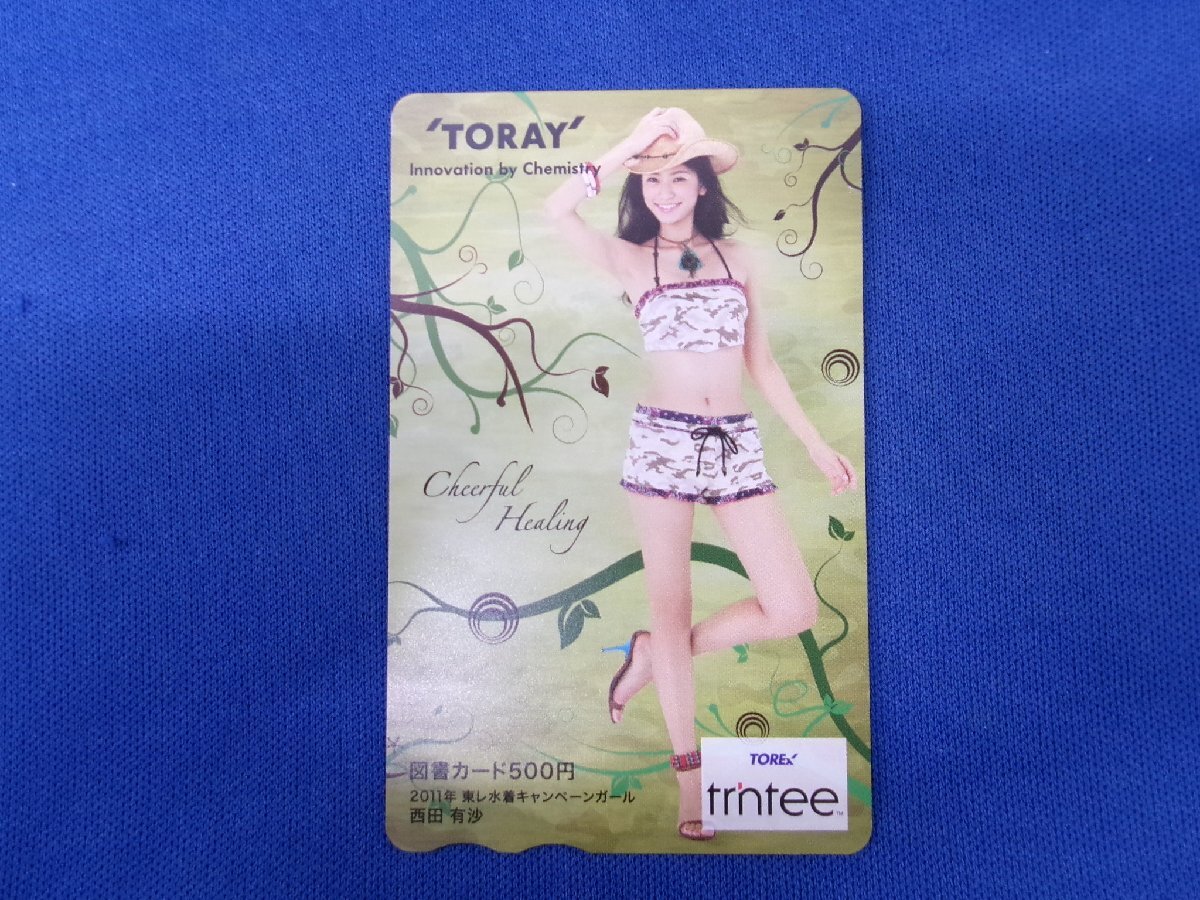 'TORAY'
Innovation by Chemistry
Cheerful
Healing
図書カード500円
2011年 東レ水着キャンペーンガール
西田 有沙
TOREX'
trintee™